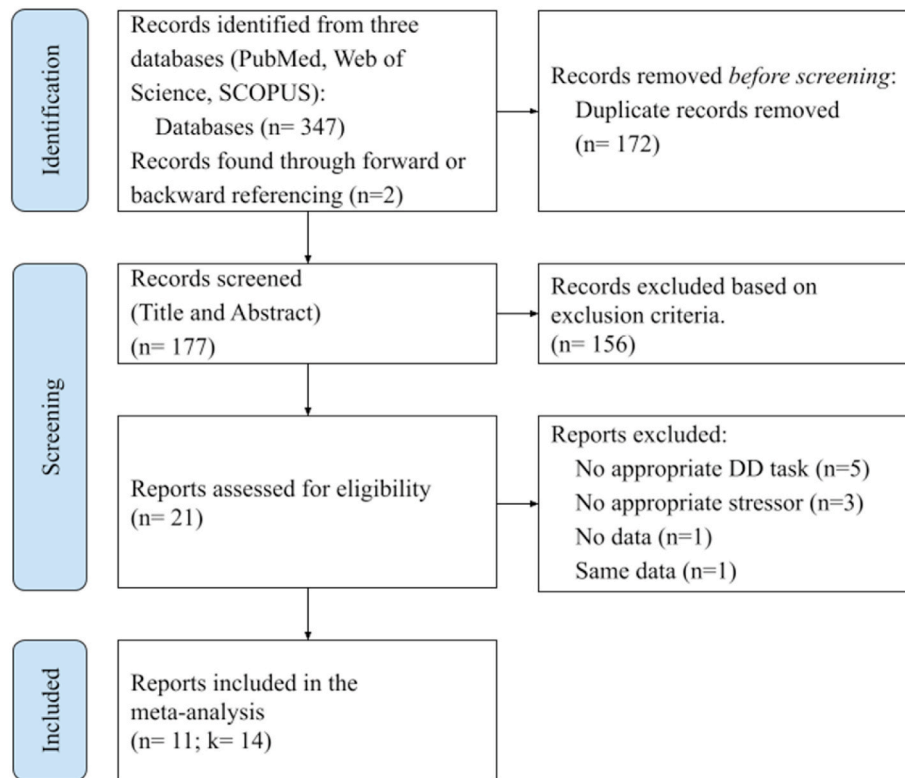 Identification
Records identified from three
databases (PubMed, Web of
Science, SCOPUS):
Databases (n= 347)
Records found through forward or
backward referencing (n=2)
Records removed before screening:
Duplicate records removed
(n= 172)
Screening
Records screened
(Title and Abstract)
(n= 177)
Records excluded based on
exclusion criteria.
(n= 156)
Reports assessed for eligibility
(n= 21)
Reports excluded:
No appropriate DD task (n=5)
No appropriate stressor (n=3)
No data (n=1)
Same data (n=1)
Included
Reports included in the
meta-analysis
(n= 11; k= 14)